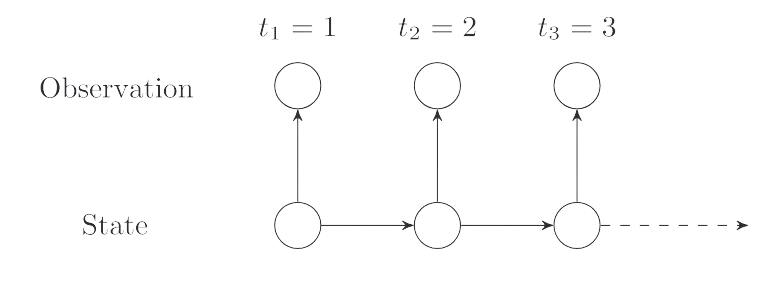 t₁ = 1 t₂ = 2 t₃ = 3
Observation
State